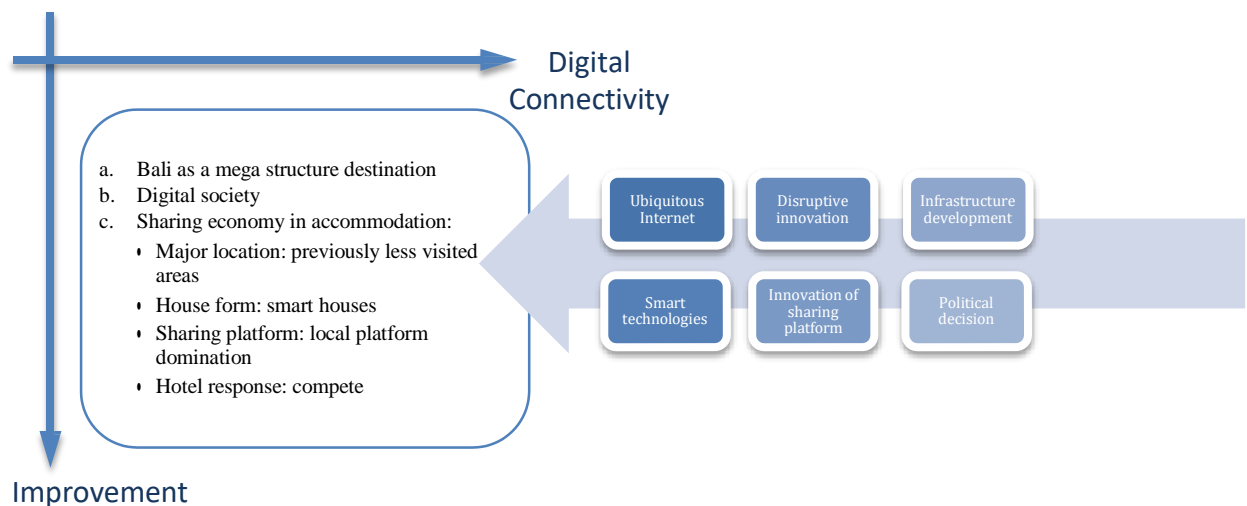 Digital
Connectivity
a. Bali as a mega structure destination
b. Digital society
c. Sharing economy in accommodation:
• Major location: previously less visited
areas
• House form: smart houses
• Sharing platform: local platform
domination
• Hotel response: compete
Ubiquitous
Internet
Disruptive
innovation
Infrastructure
development
Smart
technologies
Innovation of
sharing
platform
Political
decision
Improvement